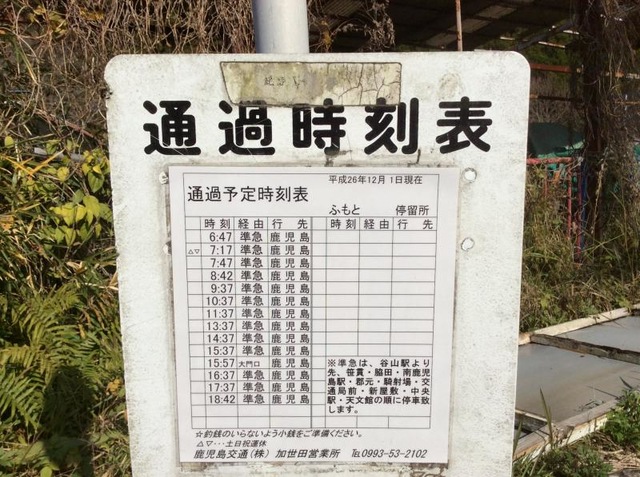 通過時刻表
平成26年12月 1日現在
通過予定時刻表
ふもと 停留所
時刻 経由 行先 時刻 経由 行先
6:47 準急 鹿児島
△▽ 7:17 準急 鹿児島
7:47 準急 鹿児島
8:42 準急 鹿児島
9:37 準急 鹿児島
10:37 準急 鹿児島
11:37 準急 鹿児島
13:37 準急 鹿児島
14:37 準急 鹿児島
15:37 準急 鹿児島
15:57 大門口 鹿児島
16:37 準急 鹿児島
17:37 準急 鹿児島
18:42 準急 鹿児島
※準急は、谷山駅より
先、笹貫・脇田・南鹿児
島駅・郡元・騎射場・交
通局前・新屋敷・中央
駅・天文館の順に停車致
します。
☆釣銭のいらないよう小銭をご準備ください。
△▽･･･土日祝運休
鹿児島交通(株) 加世田営業所 ℡0993-53-2102